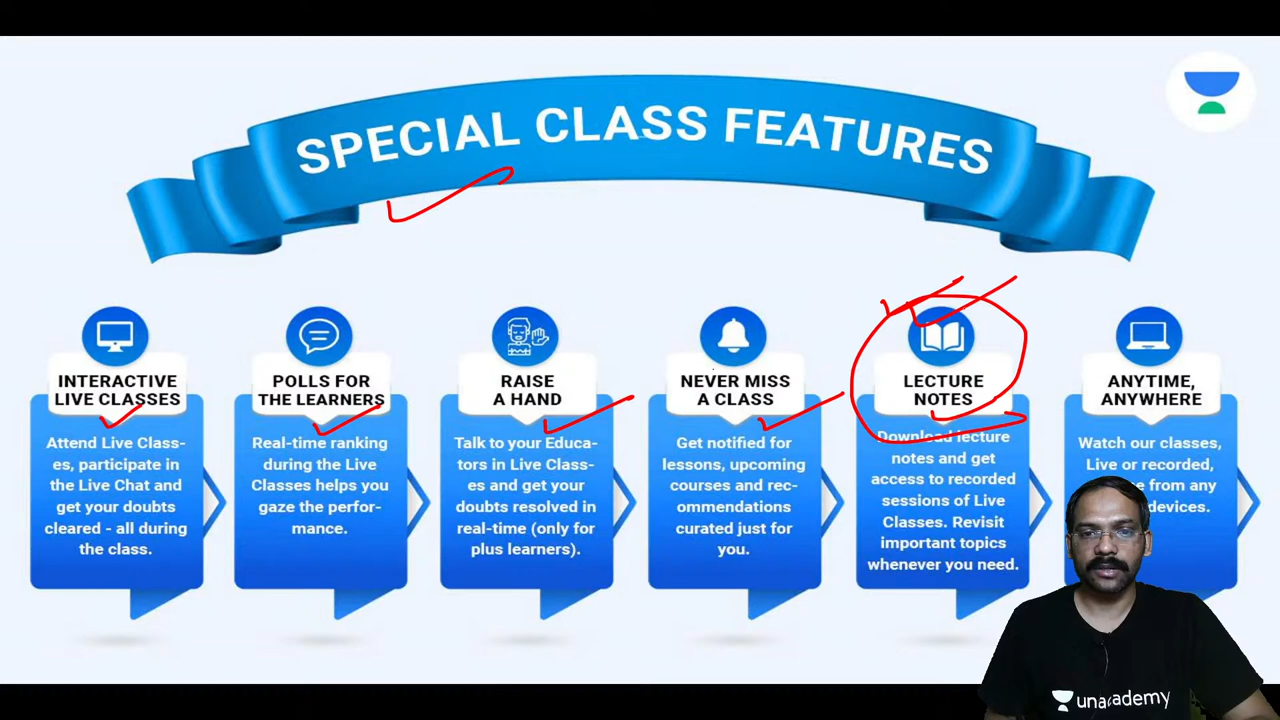 SPECIAL CLASS FEATURES
INTERACTIVE
LIVE CLASSES
Attend Live Class-
es, participate in
the Live Chat and
get your doubts
cleared - all during
the class.
POLLS FOR
THE LEARNERS
Real-time ranking
during the Live
Classes helps you
gaze the perfor-
mance.
RAISE
A HAND
Talk to your Educa-
tors in Live Class-
es and get your
doubts resolved in
real-time (only for
plus learners).
NEVER MISS
A CLASS
Get notified for
lessons, upcoming
courses and rec-
ommendations
curated just for
you.
LECTURE
NOTES
Download lecture
notes and get
access to recorded
sessions of Live
Classes. Revisit
important topics
whenever you need.
ANYTIME,
ANYWHERE
Watch our classes,
Live or recorded,
from any
devices.
unacademy